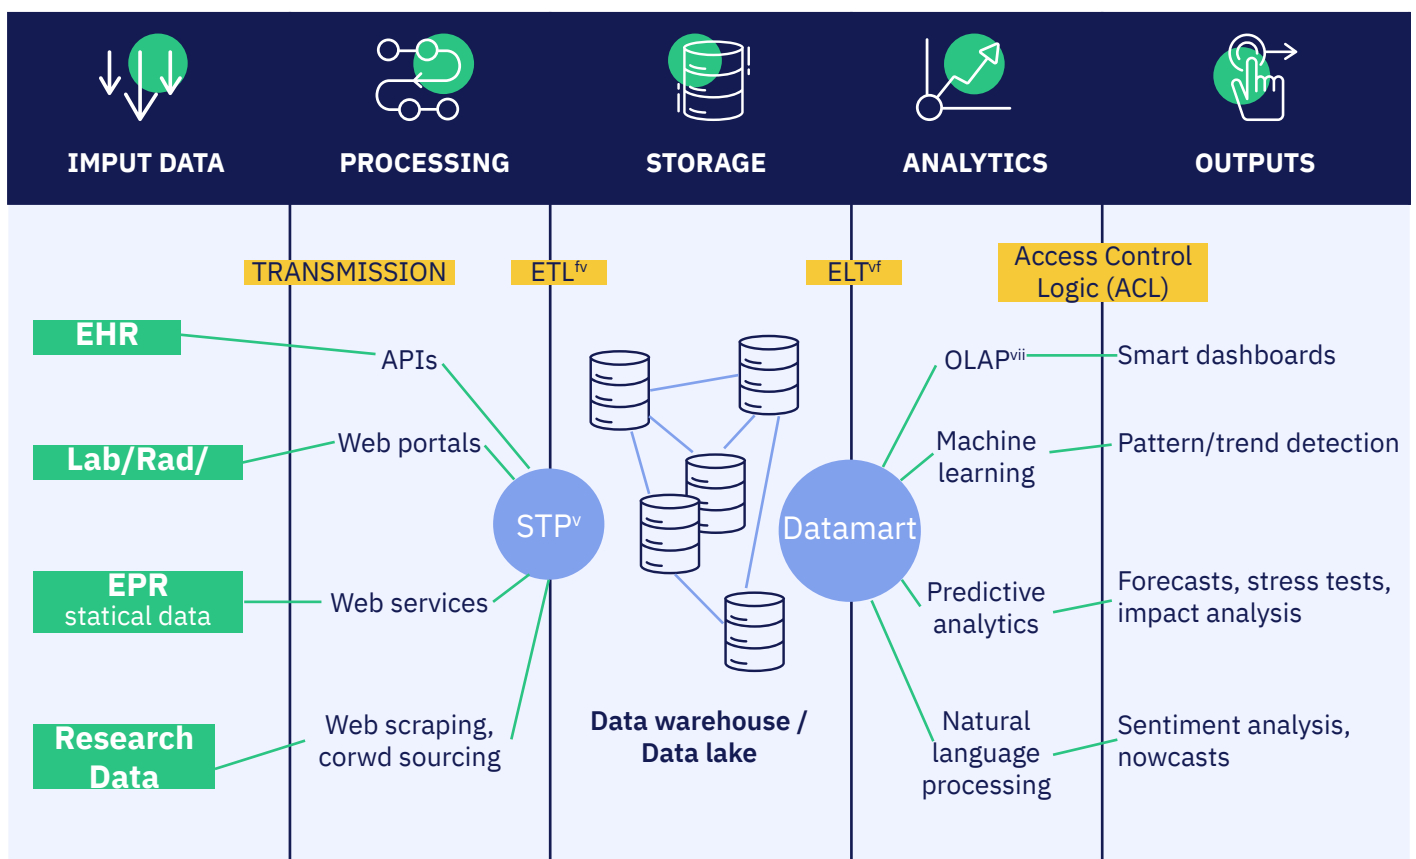 IMPUT DATA
PROCESSING
STORAGE
ANALYTICS
OUTPUTS
TRANSMISSION
ETLfv
ELTvf
Access Control
Logic (ACL)
EHR
Lab/Rad/
EPR
statical data
Research
Data
APIs
Web portals
Web services
Web scraping,
corwd sourcing
STPv
Data warehouse /
Data lake
Datamart
OLAPvii
Machine
learning
Predictive
analytics
Natural
language
processing
Smart dashboards
Pattern/trend detection
Forecasts, stress tests,
impact analysis
Sentiment analysis,
nowcasts